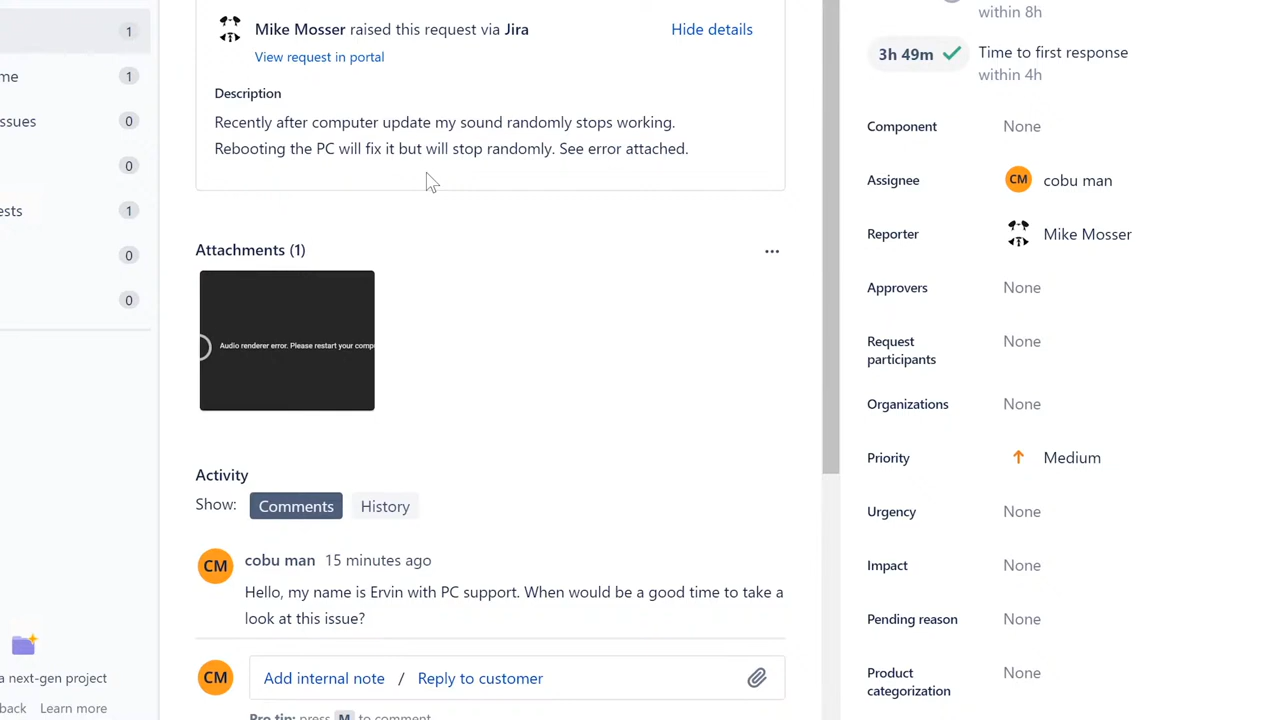 1
me
1
ssues
0
0
ests
1
0
0
a next-gen project
back
Learn more
Mike Mosser raised this request via Jira
Hide details
View request in portal
Description
Recently after computer update my sound randomly stops working.
Rebooting the PC will fix it but will stop randomly. See error attached.
Attachments (1)
Audio renderer error. Please restart your comp
Activity
Show:
Comments
History
CM
cobu man 15 minutes ago
Hello, my name is Ervin with PC support. When would be a good time to take a
look at this issue?
CM
Add internal note / Reply to customer
Pro tip: press M to comment
within 8h
3h 49m
Time to first response
within 4h
Component
None
Assignee
CM
cobu man
Reporter
Mike Mosser
Approvers
None
Request
participants
None
Organizations
None
Priority
Medium
Urgency
None
Impact
None
Pending reason
None
Product
categorization
None